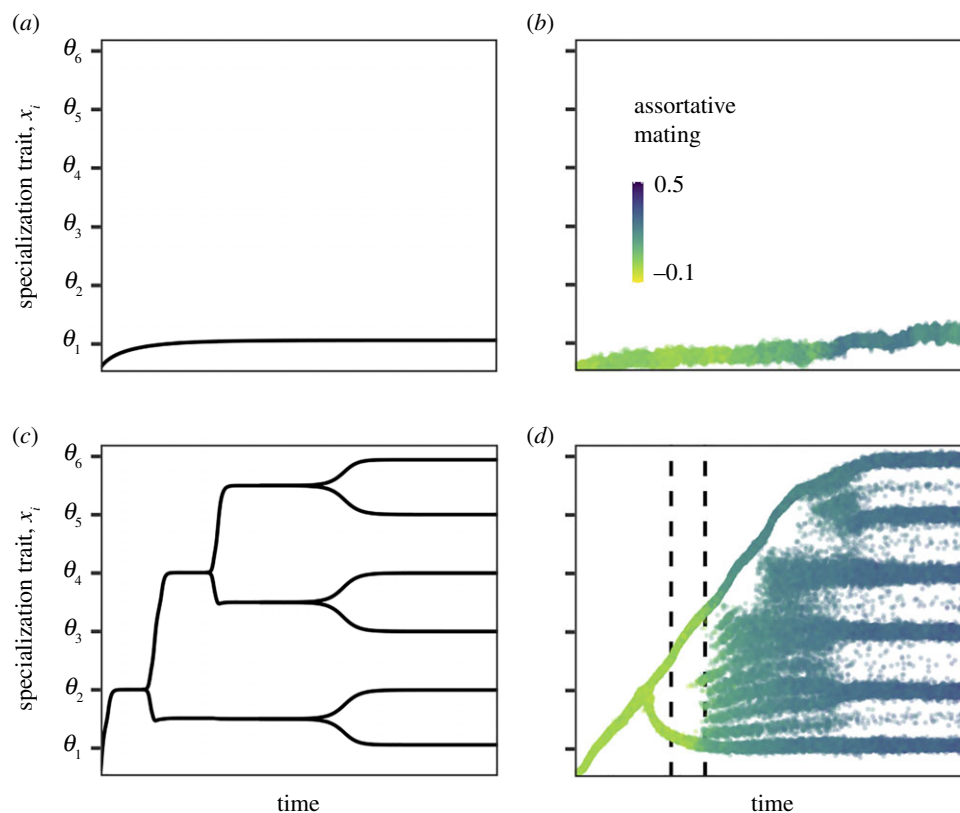 (a)
specialization trait, xᵢ
θ₆
θ₅
θ₄
θ₃
θ₂
θ₁
(b)
assortative
mating
0.5
–0.1
(c)
specialization trait, xᵢ
θ₆
θ₅
θ₄
θ₃
θ₂
θ₁
time
(d)
time